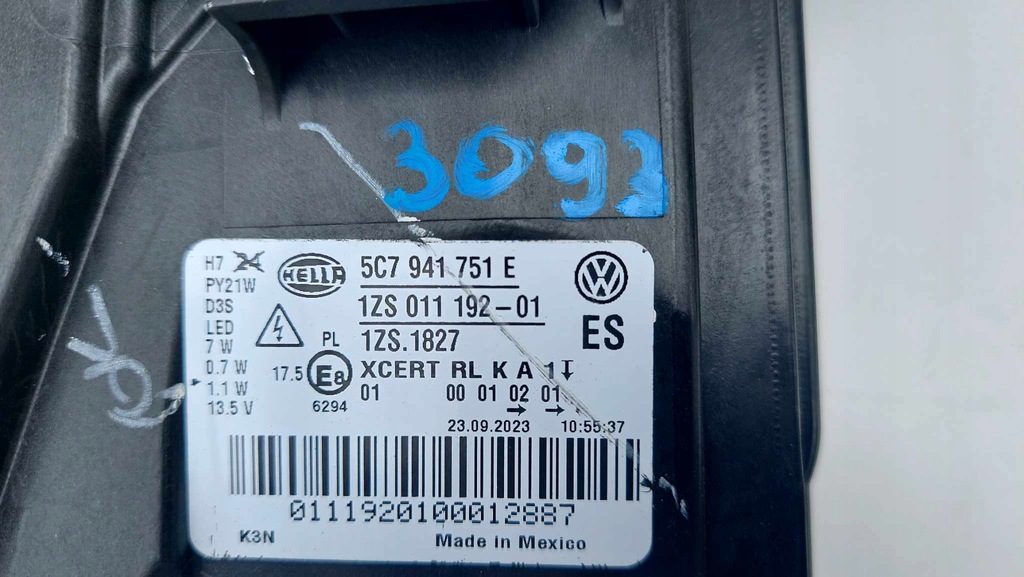 3093
H7
HELLA
5C7 941 751 E
PY21W
1ZS 011 192-01
D3S
LED
PL
1ZS.1827
ES
7 W
0.7 W
17.5
E8
XCERT RL K A 1
1.1 W
01 00 01 02 01
13.5 V
6294
23.09.2023 10:55:37
0111920100012887
K3N
Made in Mexico